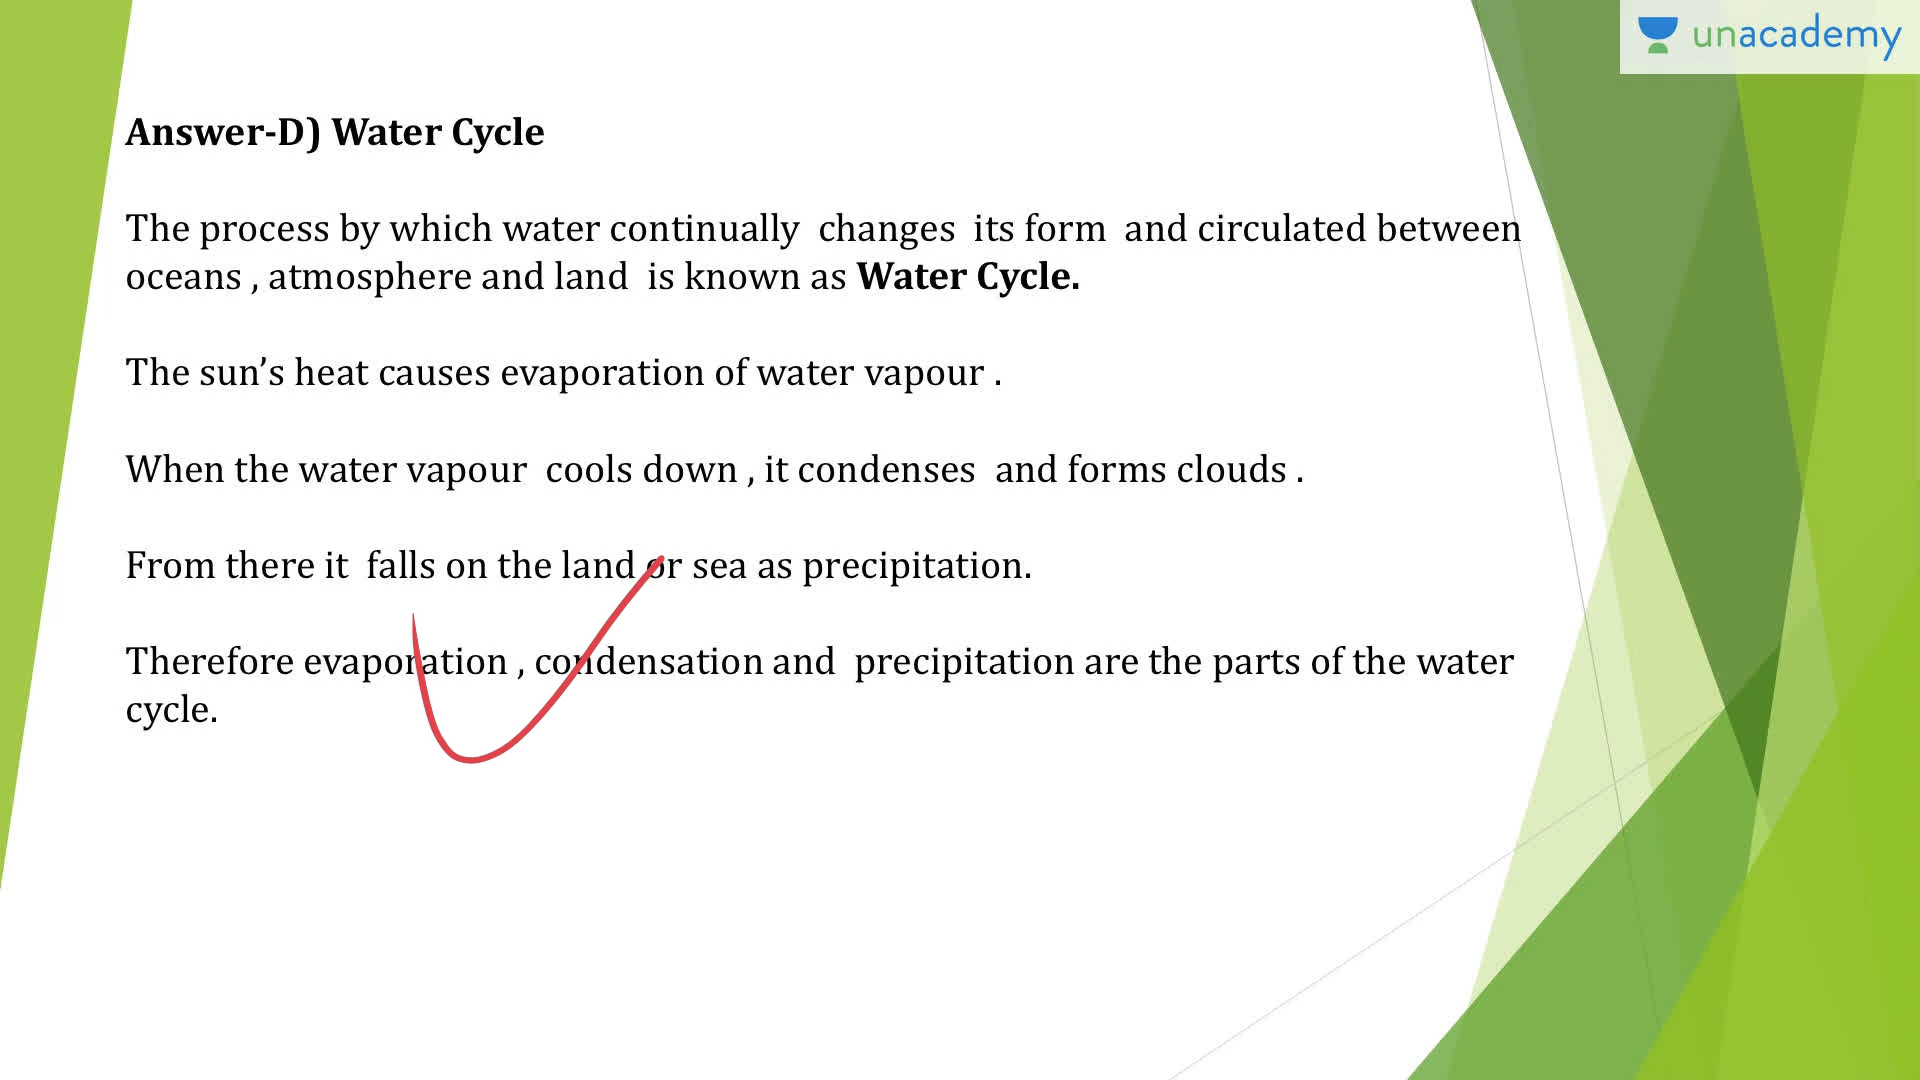 unacademy
Answer-D) Water Cycle
The process by which water continually changes its form and circulated between
oceans , atmosphere and land is known as Water Cycle.
The sun’s heat causes evaporation of water vapour .
When the water vapour cools down , it condenses and forms clouds .
From there it falls on the land or sea as precipitation.
Therefore evaporation , condensation and precipitation are the parts of the water
cycle.